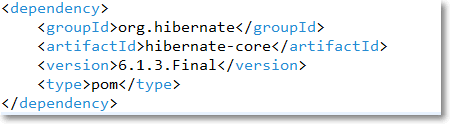 <dependency>
    <groupId>org.hibernate</groupId>
    <artifactId>hibernate-core</artifactId>
    <version>6.1.3.Final</version>
    <type>pom</type>
</dependency>